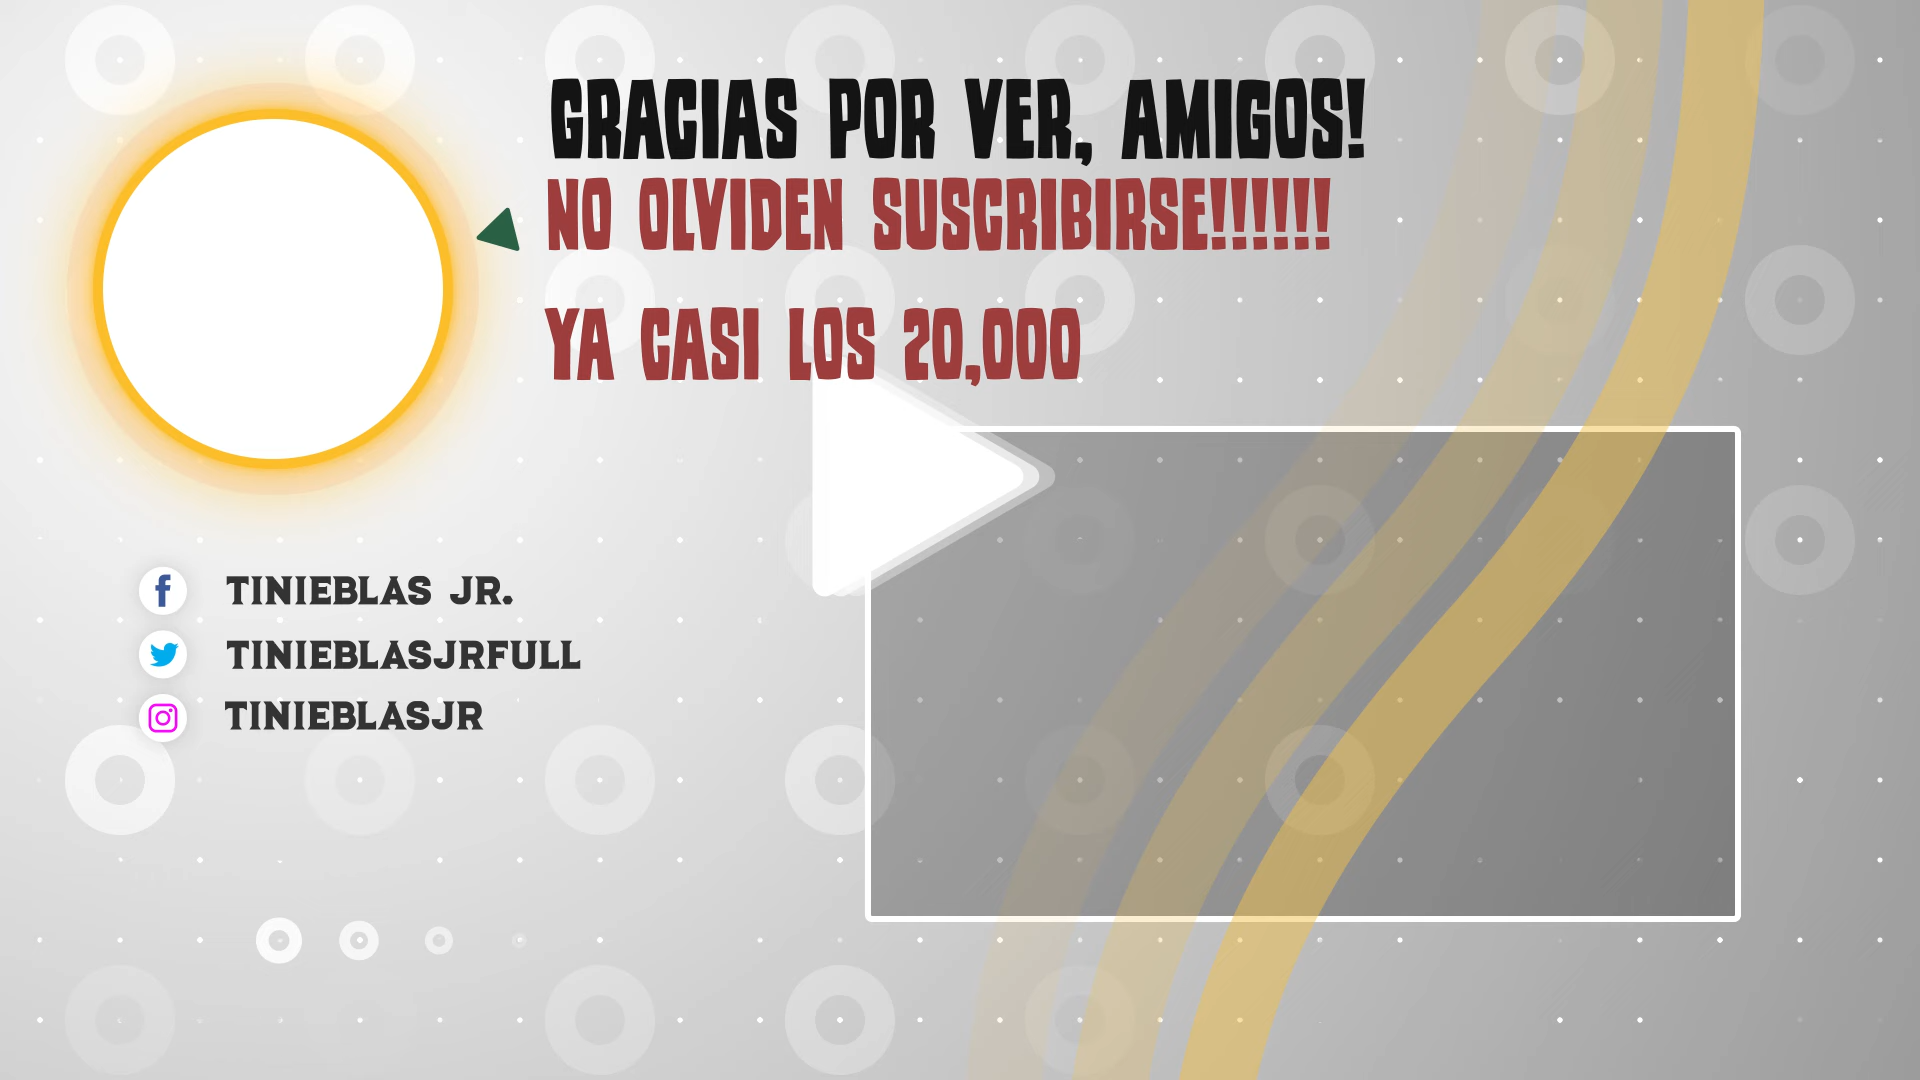 GRACIAS POR VER, AMIGOS!
NO OLVIDEN SUSCRIBIRSE!!!!!!
YA CASI LOS 20,000
TINIEBLAS JR.
TINIEBLASJRFULL
TINIEBLASJR